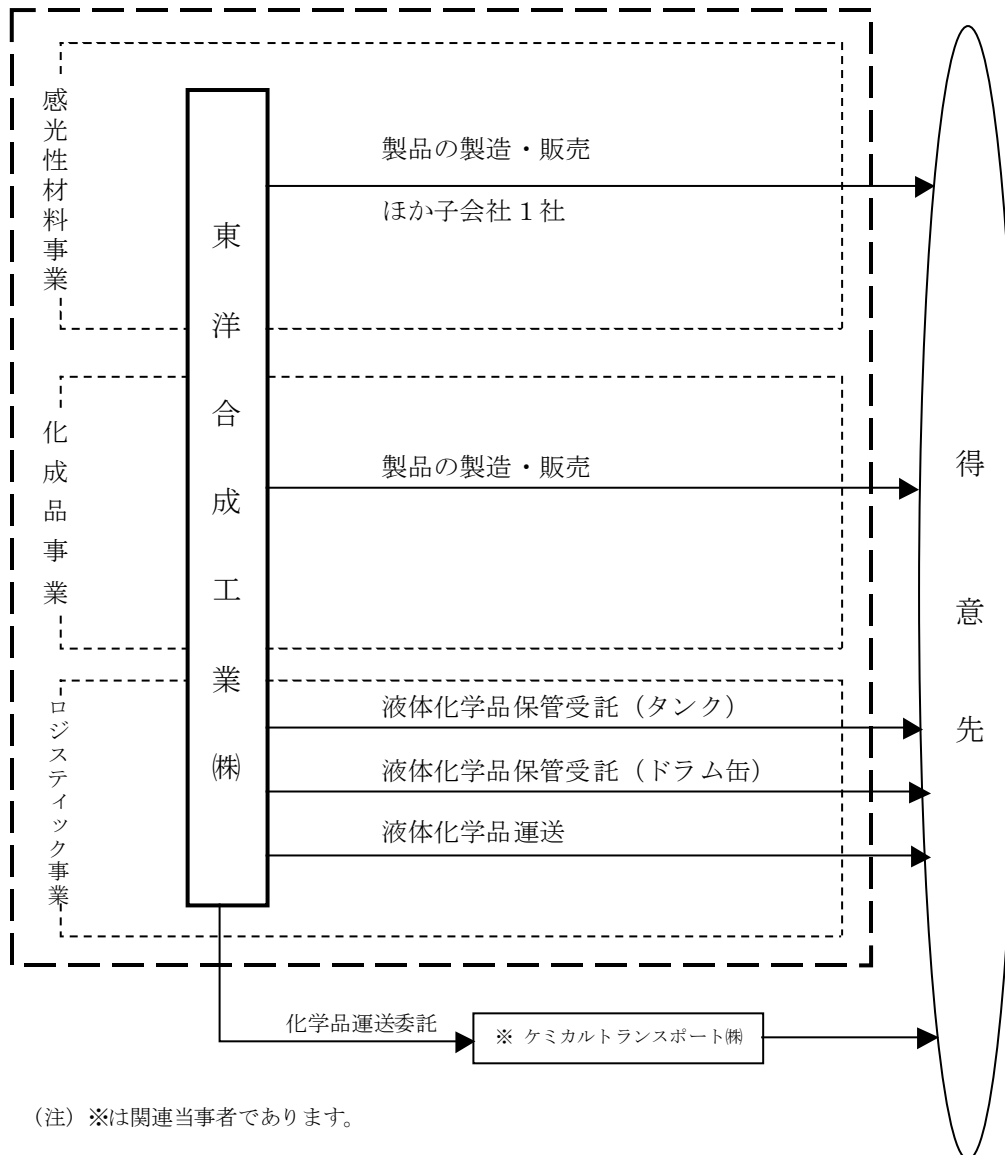 感光性材料事業
製品の製造・販売
ほか子会社１社
東洋合成工業㈱
化成品事業
製品の製造・販売
得意先
ロジスティック事業
液体化学品保管受託（タンク）
液体化学品保管受託（ドラム缶）
液体化学品運送
化学品運送委託
※ ケミカルトランスポート㈱
（注）※は関連当事者であります。